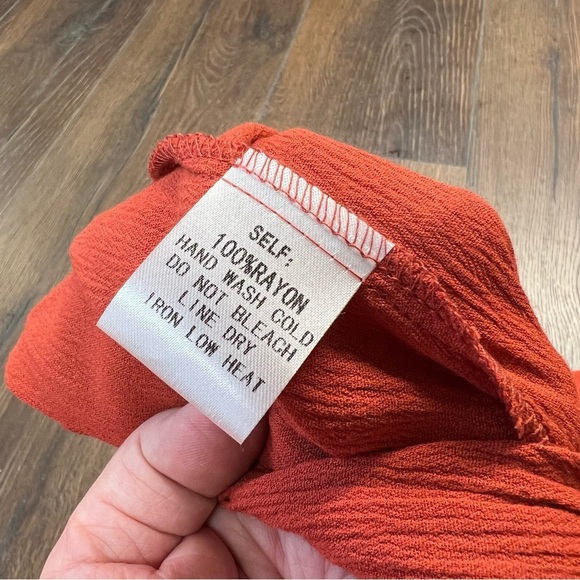 SELF:
100%RAYON
HAND WASH COLD
DO NOT BLEACH
LINE DRY
IRON LOW HEAT